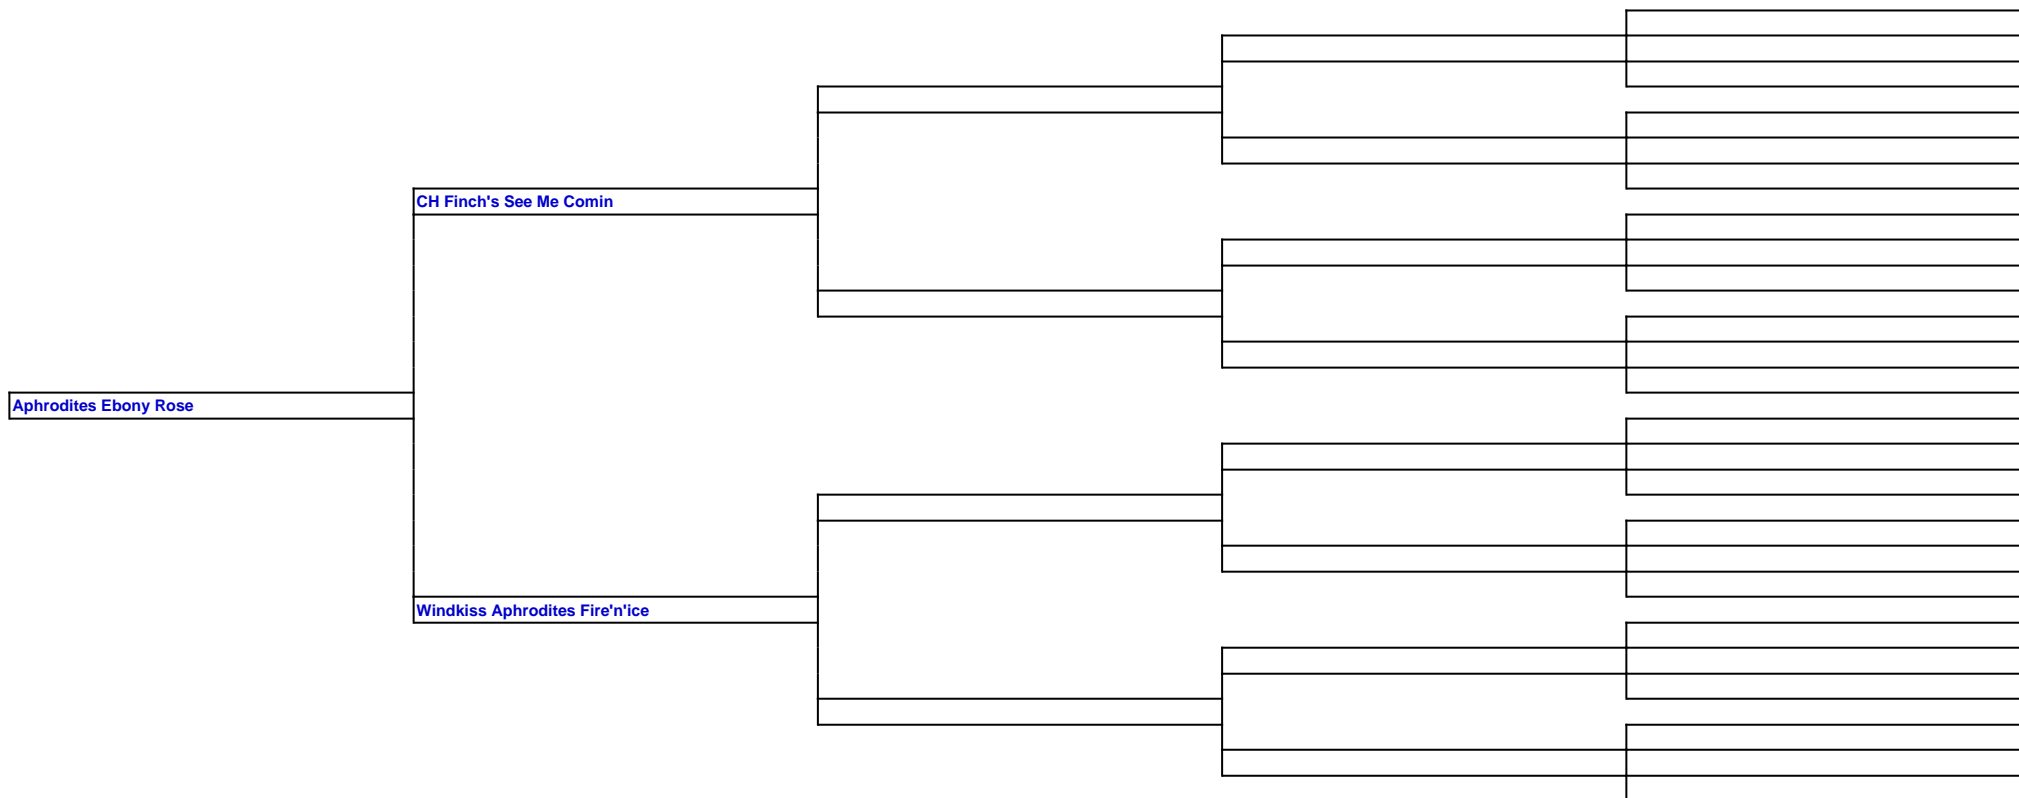 CH Finch's See Me Comin
Aphrodites Ebony Rose
Windkiss Aphrodites Fire'n'ice